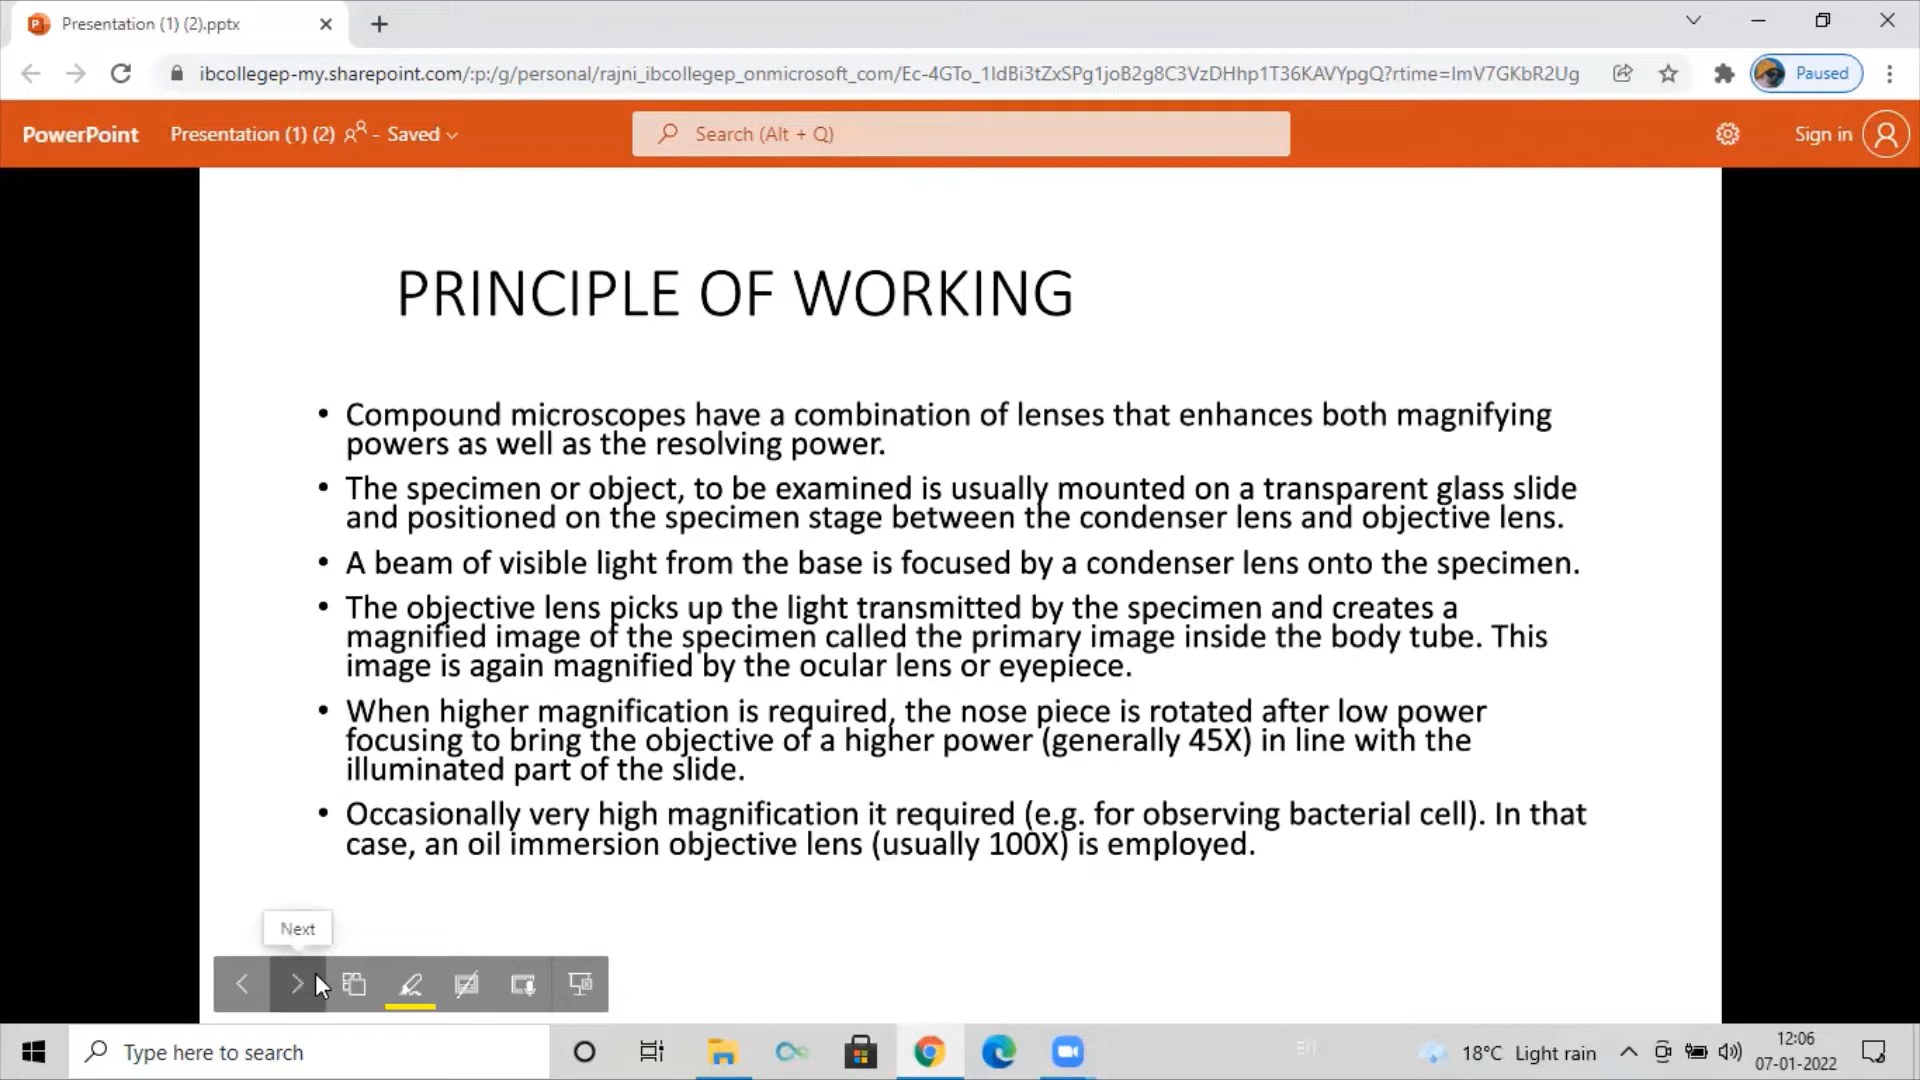 Presentation (1) (2).pptx
ibcollegep-my.sharepoint.com/:p:/g/personal/rajni_ibcollegep_onmicrosoft_com/Ec-4GTo_1IdBi3tZxSPg1joB2g8C3VzDHhp1T36KAVYpgQ?rtime=ImV7GKbR2Ug
Paused
PowerPoint Presentation (1) (2) - Saved
Search (Alt + Q)
Sign in
PRINCIPLE OF WORKING
• Compound microscopes have a combination of lenses that enhances both magnifying
powers as well as the resolving power.
• The specimen or object, to be examined is usually mounted on a transparent glass slide
and positioned on the specimen stage between the condenser lens and objective lens.
• A beam of visible light from the base is focused by a condenser lens onto the specimen.
• The objective lens picks up the light transmitted by the specimen and creates a
magnified image of the specimen called the primary image inside the body tube. This
image is again magnified by the ocular lens or eyepiece.
• When higher magnification is required, the nose piece is rotated after low power
focusing to bring the objective of a higher power (generally 45X) in line with the
illuminated part of the slide.
• Occasionally very high magnification it required (e.g. for observing bacterial cell). In that
case, an oil immersion objective lens (usually 100X) is employed.
Next
Type here to search
18°C Light rain
12:06
07-01-2022